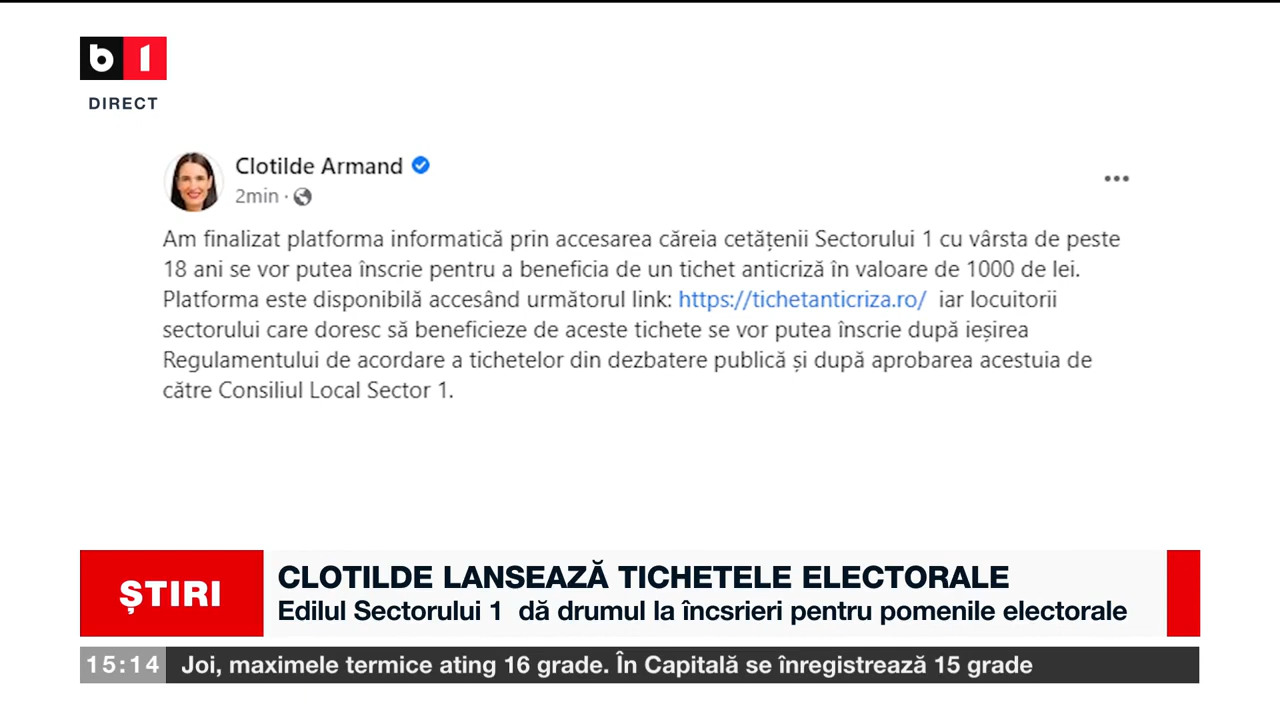 b1
DIRECT
Clotilde Armand
2min ·
Am finalizat platforma informatică prin accesarea căreia cetățenii Sectorului 1 cu vârsta de peste
18 ani se vor putea înscrie pentru a beneficia de un tichet anticriză în valoare de 1000 de lei.
Platforma este disponibilă accesând următorul link: https://tichetanticriza.ro/ iar locuitorii
sectorului care doresc să beneficieze de aceste tichete se vor putea înscrie după ieșirea
Regulamentului de acordare a tichetelor din dezbatere publică și după aprobarea acestuia de
către Consiliul Local Sector 1.
ȘTIRI
CLOTILDE LANSEAZĂ TICHETELE ELECTORALE
Edilul Sectorului 1 dă drumul la încsrieri pentru pomenile electorale
15:14 Joi, maximele termice ating 16 grade. În Capitală se înregistrează 15 grade